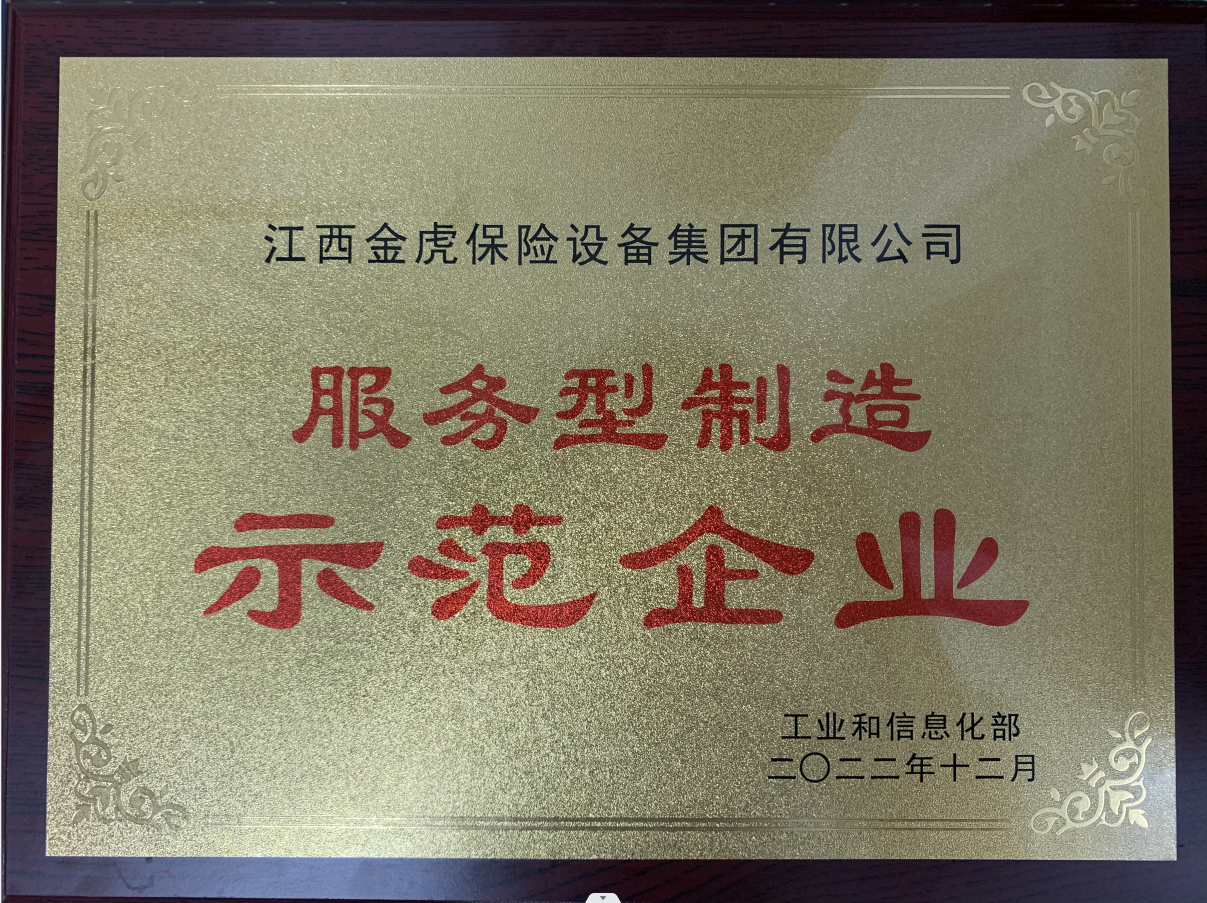 江西金虎保险设备集团有限公司
服务型制造
示范企业
工业和信息化部
二〇二二年十二月